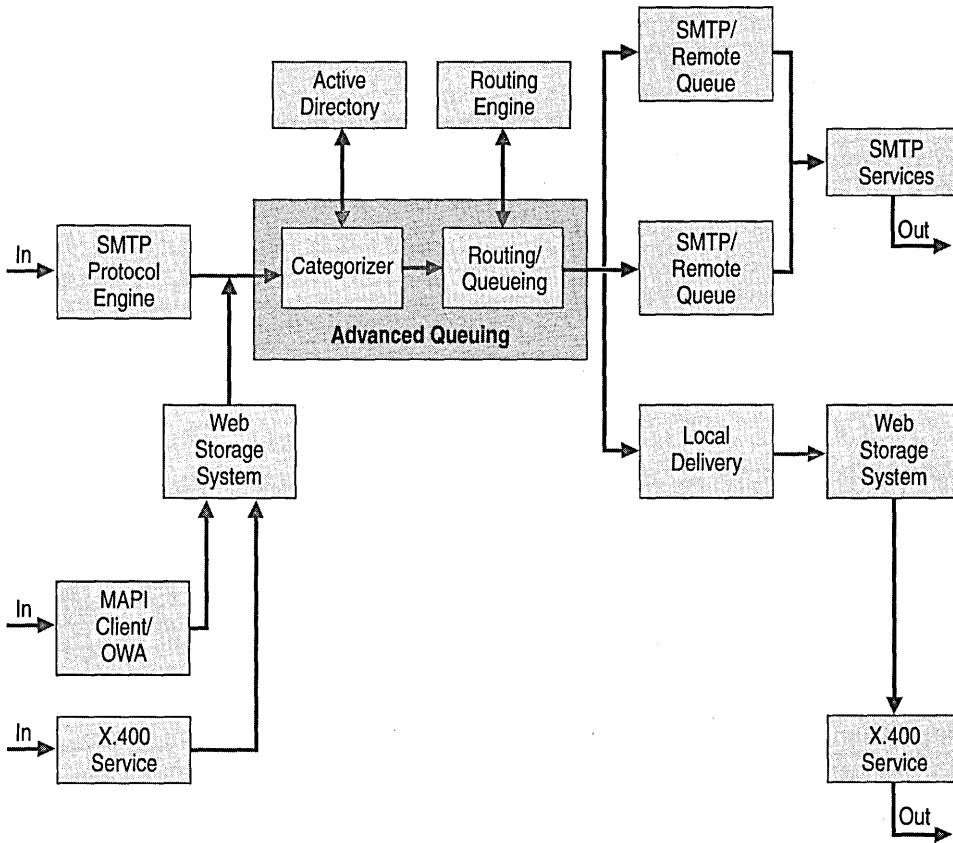 SMTP/
Remote
Queue
Active
Directory
Routing
Engine
SMTP
Services
Out
In
SMTP
Protocol
Engine
Categorizer
Routing/
Queueing
SMTP/
Remote
Queue
Advanced Queuing
Web
Storage
System
Local
Delivery
Web
Storage
System
In
MAPI
Client/
OWA
In
X.400
Service
X.400
Service
Out